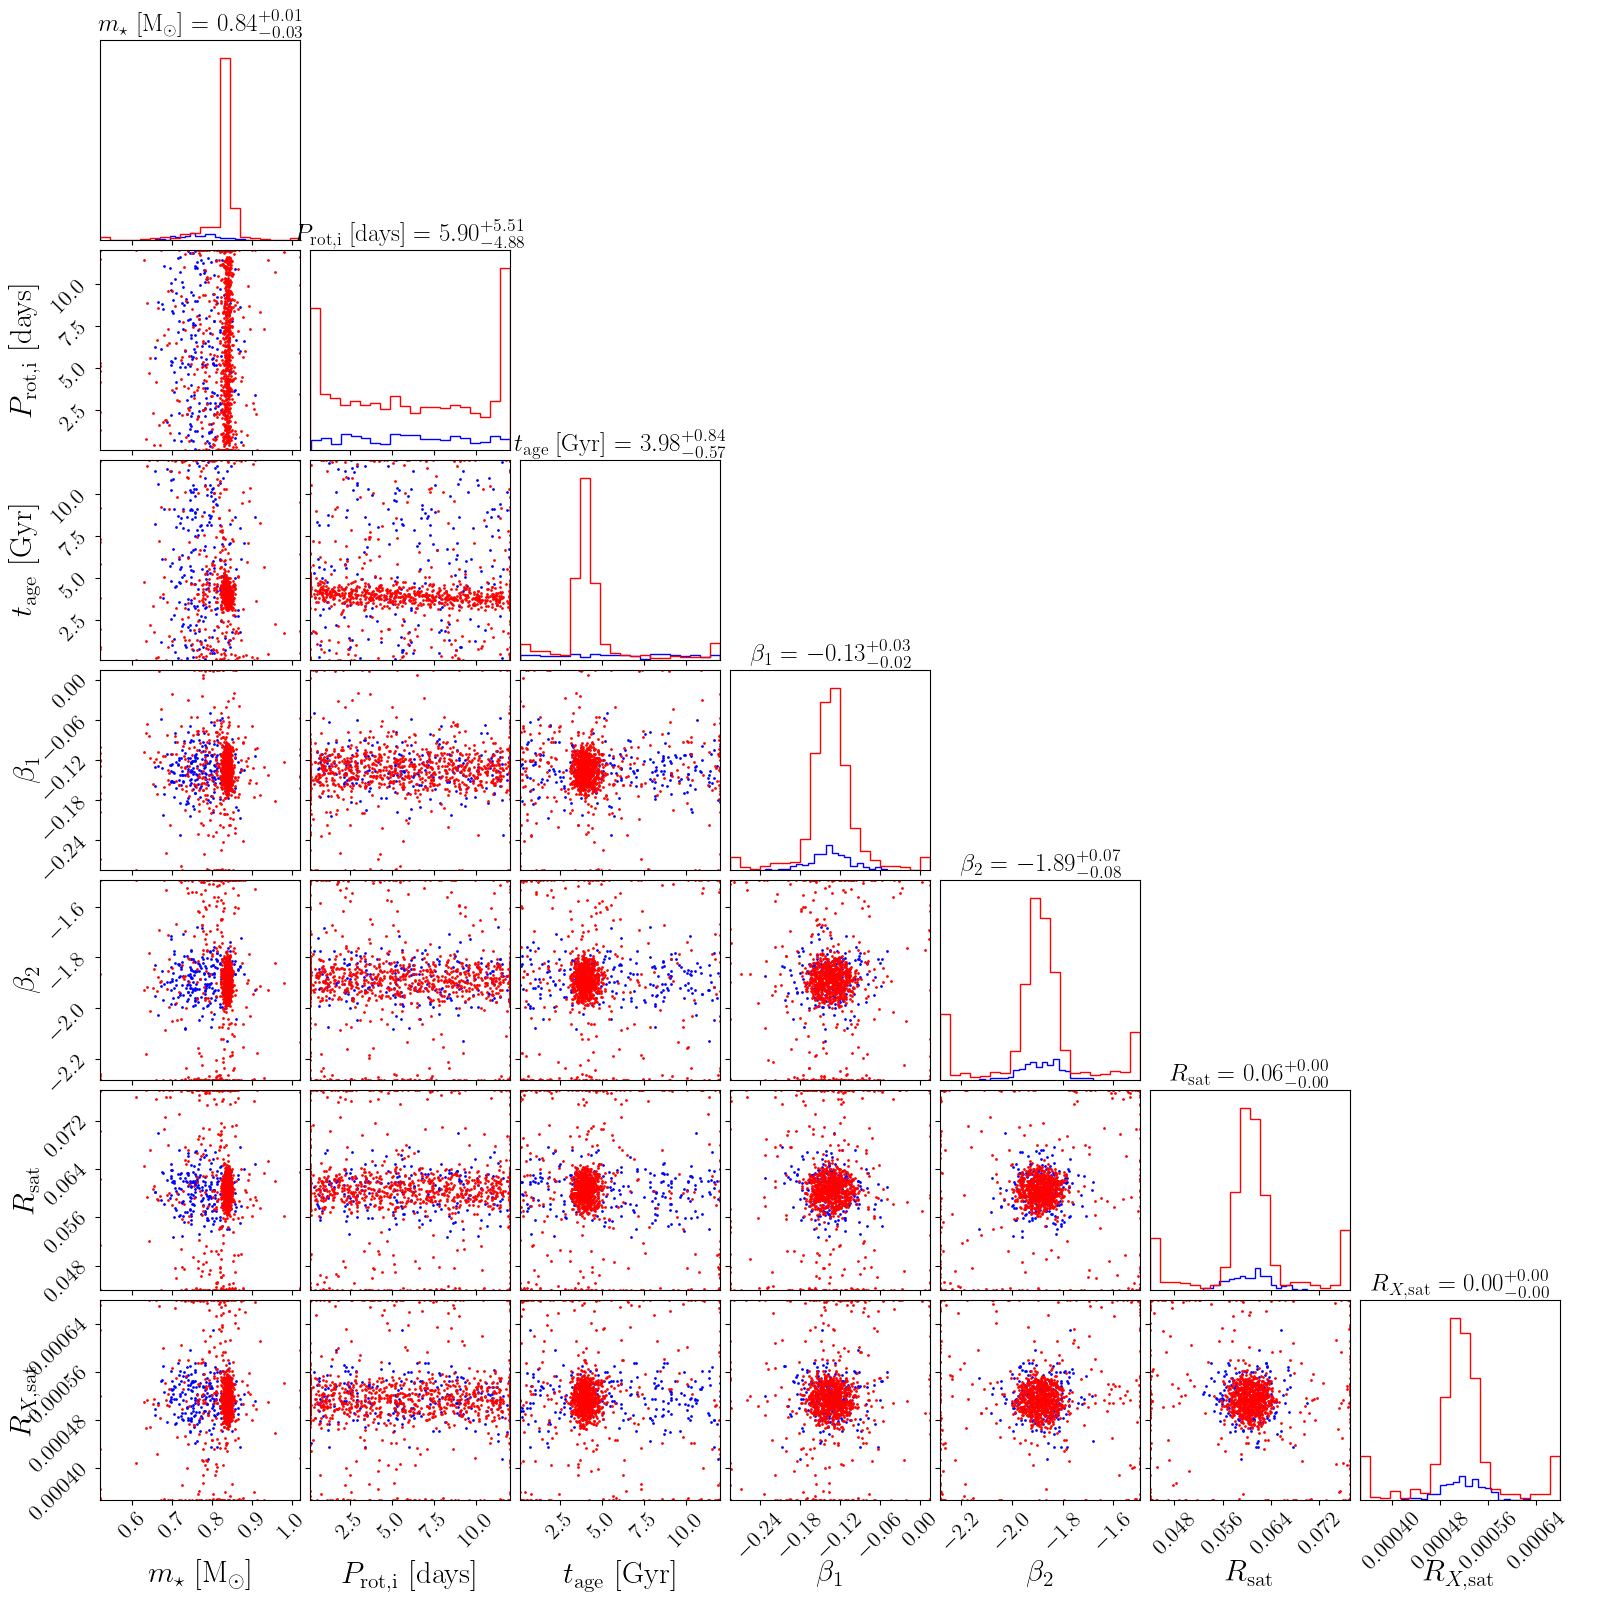 m⋆ [M⊙] = 0.84 +0.01 −0.03
Prot,i [days] = 5.90 +5.51 −4.88
10.0
7.5
5.0
2.5
Prot,i [days]
tage [Gyr] = 3.98 +0.84 −0.57
10.0
7.5
5.0
2.5
tage [Gyr]
β1 = −0.13 +0.03 −0.02
0.00
−0.06
−0.12
−0.18
−0.24
β1
β2 = −1.89 +0.07 −0.08
−1.6
−1.8
−2.0
−2.2
β2
Rsat = 0.06 +0.00 −0.00
0.072
0.064
0.056
0.048
Rsat
RX,sat = 0.00 +0.00 −0.00
0.00064
0.00056
0.00048
0.00040
RX,sat
0.6 0.7 0.8 0.9 1.0 2.5 5.0 7.5 10.0 2.5 5.0 7.5 10.0 −0.24 −0.18 −0.12 −0.06 0.00 −2.2 −2.0 −1.8 −1.6 0.048 0.056 0.064 0.072 0.00040 0.00048 0.00056 0.00064
m⋆ [M⊙] Prot,i [days] tage [Gyr] β1 β2 Rsat RX,sat